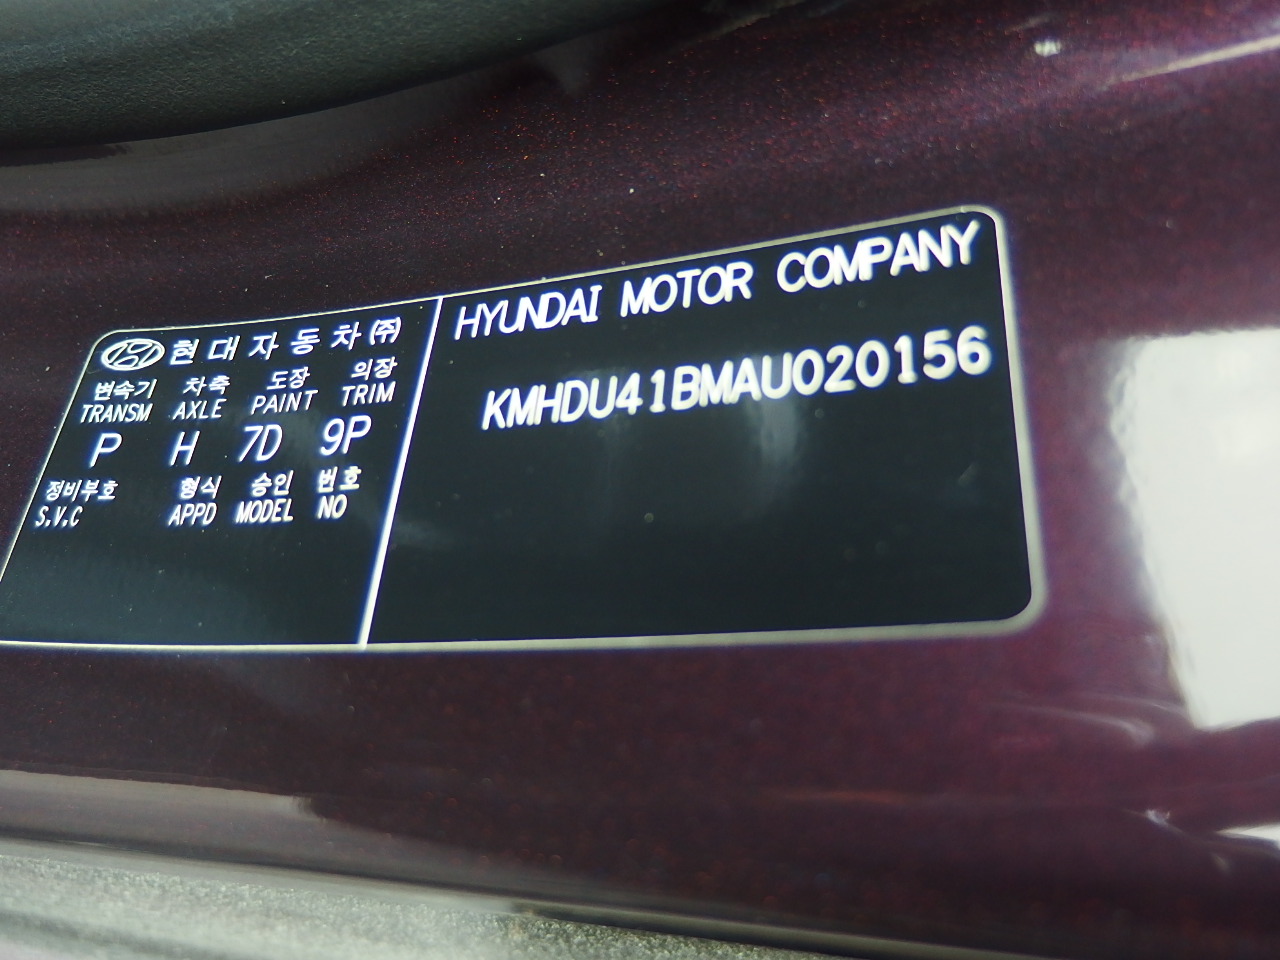 현대자동차㈜
변속기 차축 도장 의장
TRANSM AXLE PAINT TRIM
P H 7D 9P
정비부호 형식 승인 번호
S.V.C APPD MODEL NO
HYUNDAI MOTOR COMPANY
KMHDU41BMAU020156